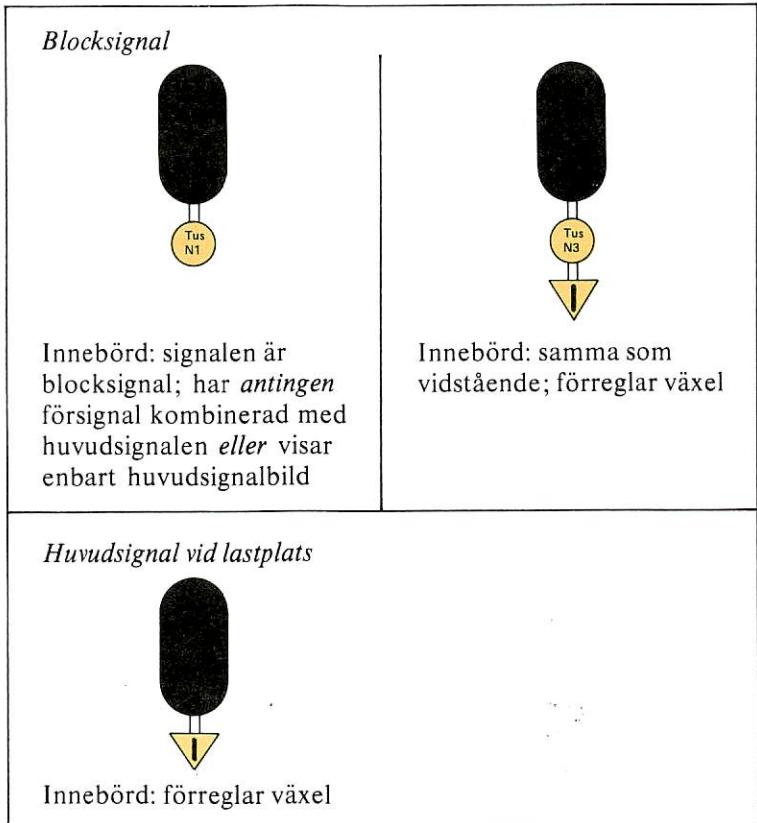 Blocksignal
Tus
N1
Innebörd: signalen är
blocksignal; har antingen
försignal kombinerad med
huvudsignalen eller visar
enbart huvudsignalbild
Tus
N3
Innebörd: samma som
vidstående; förreglar växel
Huvudsignal vid lastplats
Innebörd: förreglar växel